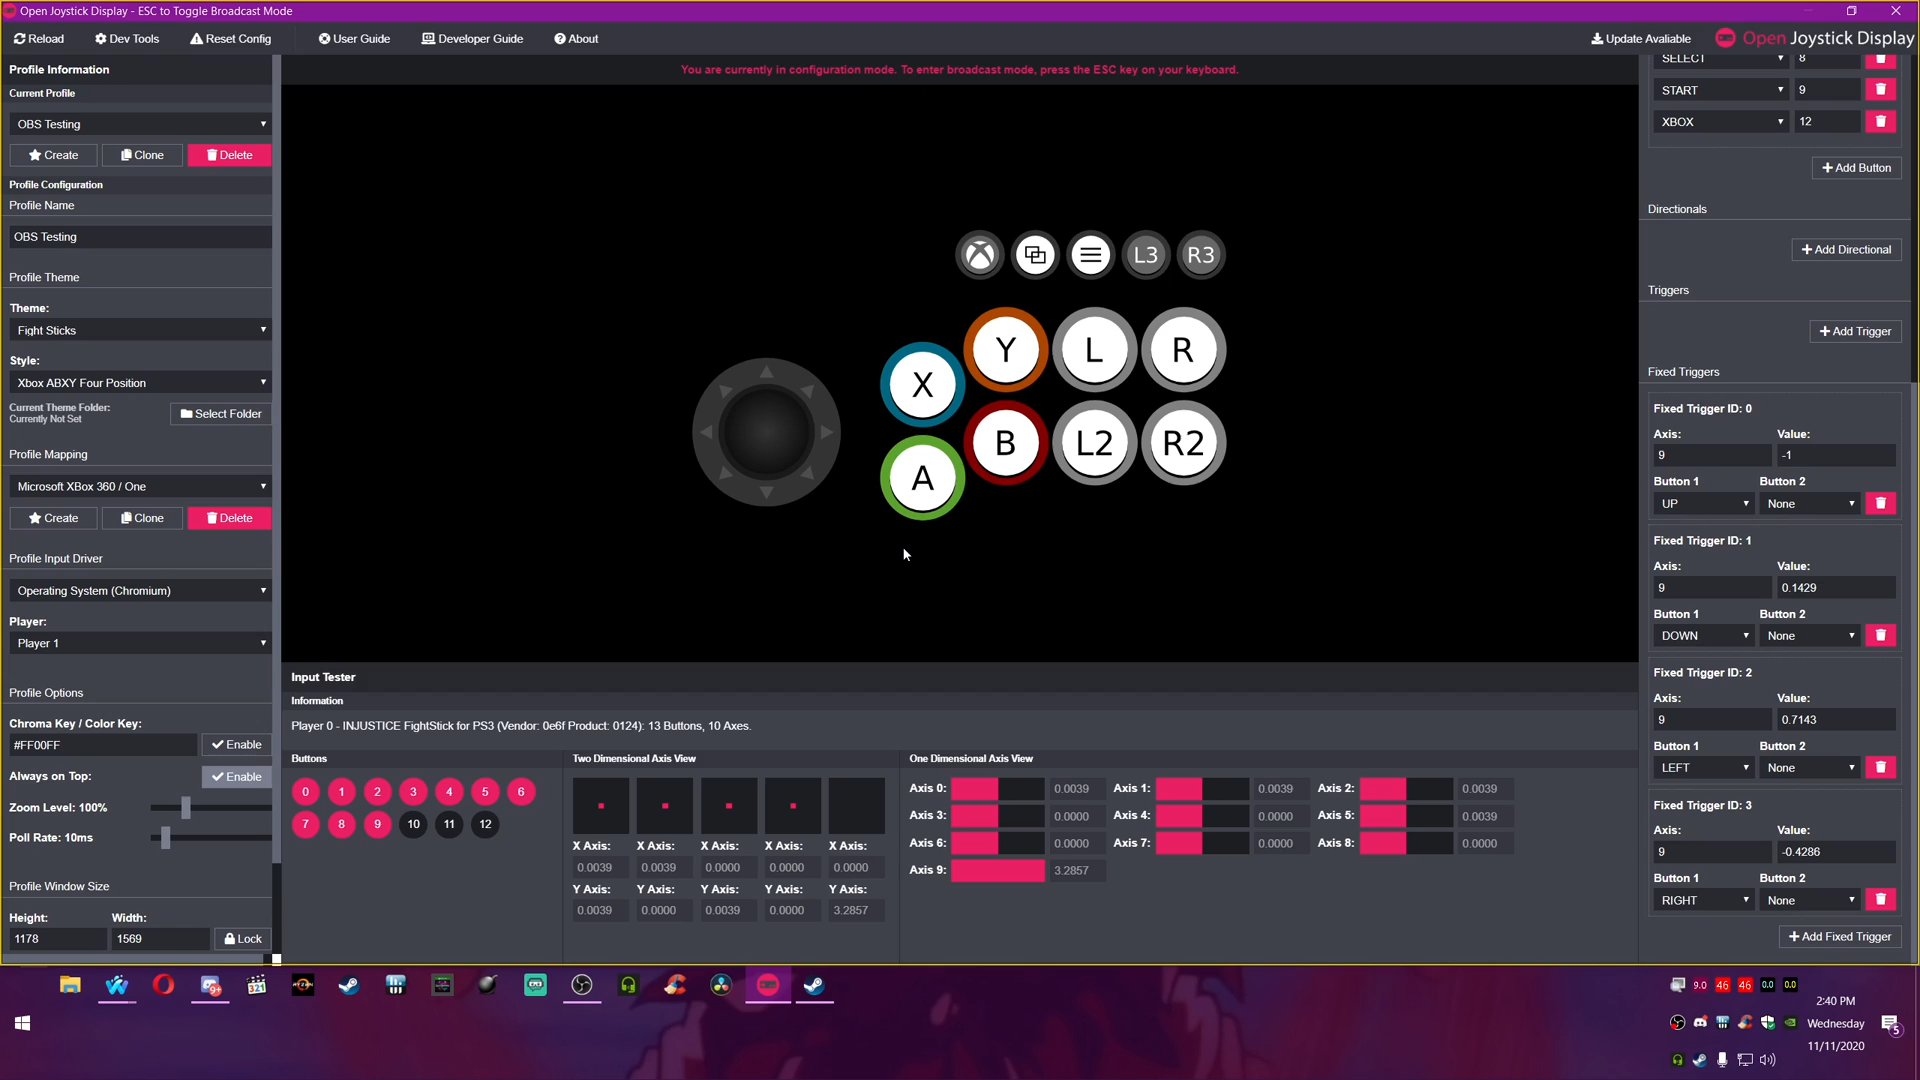 Open Joystick Display - ESC to Toggle Broadcast Mode
Reload Dev Tools Reset Config User Guide Developer Guide About Update Avaliable Open Joystick Display
You are currently in configuration mode. To enter broadcast mode, press the ESC key on your keyboard.
Profile Information
Current Profile
OBS Testing
Create Clone Delete
Profile Configuration
Profile Name
OBS Testing
Profile Theme
Theme:
Fight Sticks
Style:
Xbox ABXY Four Position
Current Theme Folder:
Currently Not Set
Select Folder
Profile Mapping
Microsoft XBox 360 / One
Create Clone Delete
Profile Input Driver
Operating System (Chromium)
Player:
Player 1
Profile Options
Chroma Key / Color Key:
#FF00FF Enable
Always on Top: Enable
Zoom Level: 100%
Poll Rate: 10ms
Profile Window Size
Height: Width:
1178 1569 Lock
L3 R3
Y L R
X
B L2 R2
A
Input Tester
Information
Player 0 - INJUSTICE FightStick for PS3 (Vendor: 0e6f Product: 0124): 13 Buttons, 10 Axes.
Buttons
0 1 2 3 4 5 6
7 8 9 10 11 12
Two Dimensional Axis View
X Axis: X Axis: X Axis: X Axis: X Axis:
0.0039 0.0039 0.0000 0.0000 0.0000
Y Axis: Y Axis: Y Axis: Y Axis: Y Axis:
0.0039 0.0000 0.0039 0.0000 3.2857
One Dimensional Axis View
Axis 0: 0.0039 Axis 1: 0.0039 Axis 2: 0.0039
Axis 3: 0.0000 Axis 4: 0.0000 Axis 5: 0.0039
Axis 6: 0.0000 Axis 7: 0.0000 Axis 8: 0.0000
Axis 9: 3.2857
SELECT 8
START 9
XBOX 12
Add Button
Directionals
Add Directional
Triggers
Add Trigger
Fixed Triggers
Fixed Trigger ID: 0
Axis: Value:
9 -1
Button 1 Button 2
UP None
Fixed Trigger ID: 1
Axis: Value:
9 0.1429
Button 1 Button 2
DOWN None
Fixed Trigger ID: 2
Axis: Value:
9 0.7143
Button 1 Button 2
LEFT None
Fixed Trigger ID: 3
Axis: Value:
9 -0.4286
Button 1 Button 2
RIGHT None
Add Fixed Trigger
9+ 321 RYZEN
9.0 46 46 0.0 0.0
2:40 PM
Wednesday
11/11/2020
5